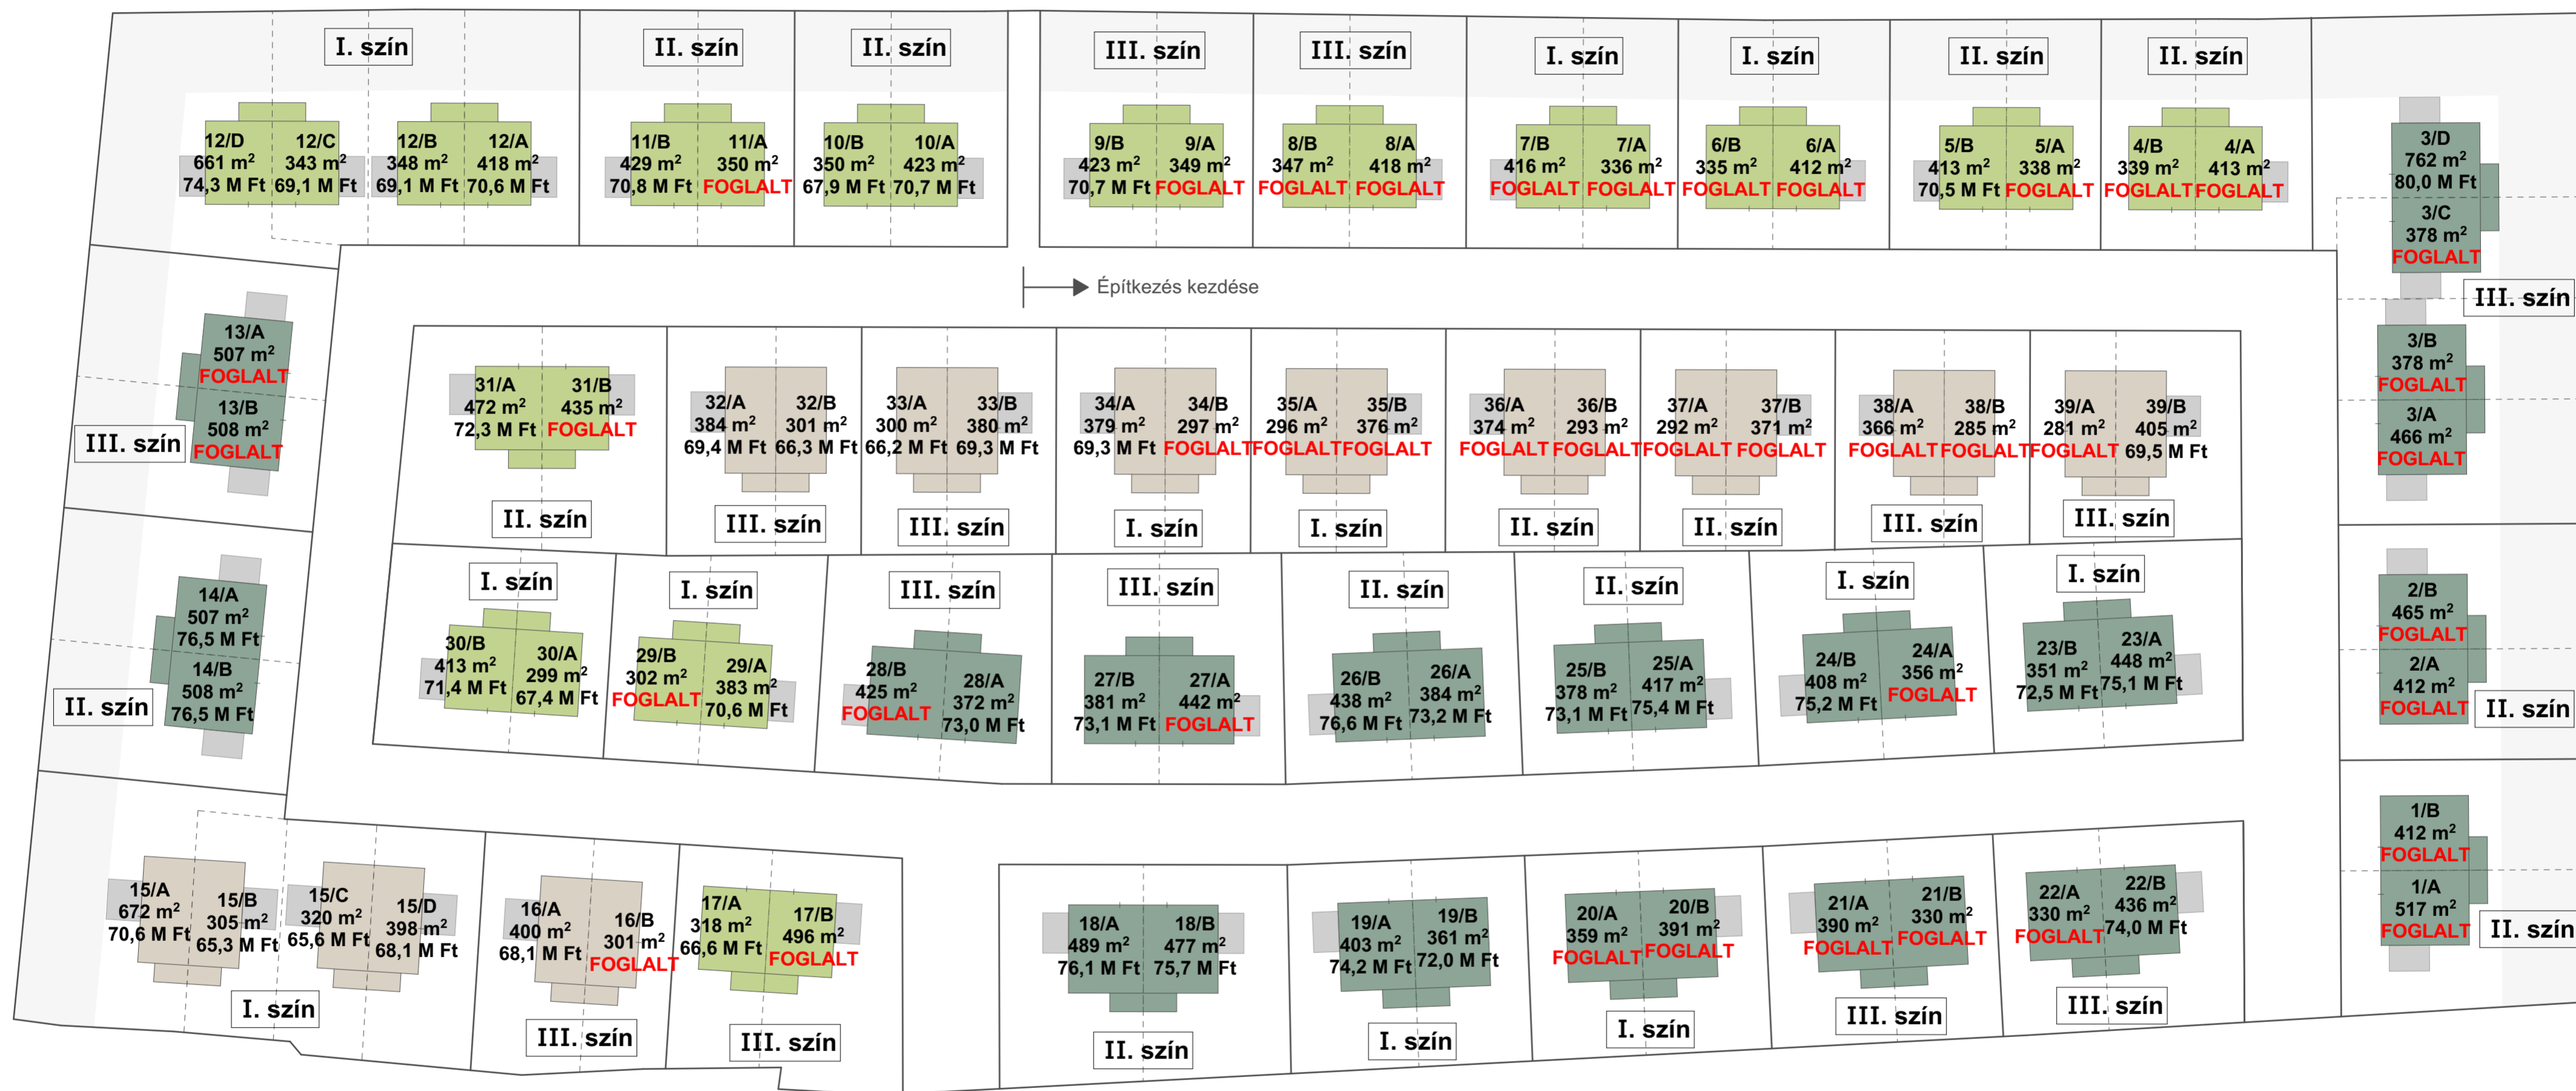 I. szín
II. szín
II. szín
III. szín
III. szín
I. szín
I. szín
II. szín
II. szín
12/D
661 m²
74,3 M Ft
12/C
343 m²
69,1 M Ft
12/B
348 m²
69,1 M Ft
12/A
418 m²
70,6 M Ft
11/B
429 m²
70,8 M Ft
11/A
350 m²
FOGLALT
10/B
350 m²
67,9 M Ft
10/A
423 m²
70,7 M Ft
9/B
423 m²
70,7 M Ft
9/A
349 m²
FOGLALT
8/B
347 m²
FOGLALT
8/A
418 m²
FOGLALT
7/B
416 m²
FOGLALT
7/A
336 m²
FOGLALT
6/B
335 m²
FOGLALT
6/A
412 m²
FOGLALT
5/B
413 m²
70,5 M Ft
5/A
338 m²
FOGLALT
4/B
339 m²
FOGLALT
4/A
413 m²
FOGLALT
3/D
762 m²
80,0 M Ft
3/C
378 m²
FOGLALT
III. szín
3/B
378 m²
FOGLALT
3/A
466 m²
FOGLALT
Építkezés kezdése
13/A
507 m²
FOGLALT
13/B
508 m²
FOGLALT
III. szín
31/A
472 m²
72,3 M Ft
31/B
435 m²
FOGLALT
32/A
384 m²
69,4 M Ft
32/B
301 m²
66,3 M Ft
33/A
300 m²
66,2 M Ft
33/B
380 m²
69,3 M Ft
34/A
379 m²
69,3 M Ft
34/B
297 m²
FOGLALT
35/A
296 m²
FOGLALT
35/B
376 m²
FOGLALT
36/A
374 m²
FOGLALT
36/B
293 m²
FOGLALT
37/A
292 m²
FOGLALT
37/B
371 m²
FOGLALT
38/A
366 m²
FOGLALT
38/B
285 m²
FOGLALT
39/A
281 m²
FOGLALT
39/B
405 m²
69,5 M Ft
II. szín
III. szín
III. szín
I. szín
I. szín
II. szín
II. szín
III. szín
III. szín
I. szín
I. szín
III. szín
III. szín
II. szín
II. szín
I. szín
I. szín
14/A
507 m²
76,5 M Ft
14/B
508 m²
76,5 M Ft
II. szín
30/B
413 m²
71,4 M Ft
30/A
299 m²
67,4 M Ft
29/B
302 m²
FOGLALT
29/A
383 m²
70,6 M Ft
28/B
425 m²
FOGLALT
28/A
372 m²
73,0 M Ft
27/B
381 m²
73,1 M Ft
27/A
442 m²
FOGLALT
26/B
438 m²
76,6 M Ft
26/A
384 m²
73,2 M Ft
25/B
378 m²
73,1 M Ft
25/A
417 m²
75,4 M Ft
24/B
408 m²
75,2 M Ft
24/A
356 m²
FOGLALT
23/B
351 m²
72,5 M Ft
23/A
448 m²
75,1 M Ft
2/B
465 m²
FOGLALT
2/A
412 m²
FOGLALT
II. szín
1/B
412 m²
FOGLALT
1/A
517 m²
FOGLALT
II. szín
15/A
672 m²
70,6 M Ft
15/B
305 m²
65,3 M Ft
15/C
320 m²
65,6 M Ft
15/D
398 m²
68,1 M Ft
16/A
400 m²
68,1 M Ft
16/B
301 m²
FOGLALT
17/A
318 m²
66,6 M Ft
17/B
496 m²
FOGLALT
18/A
489 m²
76,1 M Ft
18/B
477 m²
75,7 M Ft
19/A
403 m²
74,2 M Ft
19/B
361 m²
72,0 M Ft
20/A
359 m²
FOGLALT
20/B
391 m²
FOGLALT
21/A
390 m²
FOGLALT
21/B
330 m²
FOGLALT
22/A
330 m²
FOGLALT
22/B
436 m²
74,0 M Ft
I. szín
III. szín
III. szín
II. szín
I. szín
I. szín
III. szín
III. szín